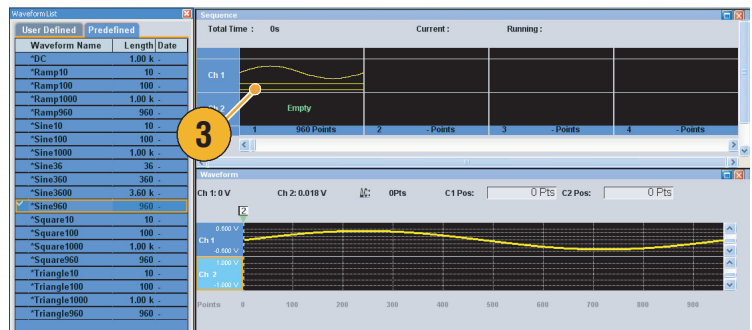 Waveform List
User Defined Predefined
Waveform Name Length Date
*DC 1.00 k -
*Ramp10 10 -
*Ramp100 100 -
*Ramp1000 1.00 k -
*Ramp960 960 -
*Sine10 10 -
*Sine100 100 -
*Sine1000 1.00 k -
*Sine36 36 -
*Sine360 360 -
*Sine3600 3.60 k -
*Sine960 960 -
*Square10 10 -
*Square100 100 -
*Square1000 1.00 k -
*Square960 960 -
*Triangle10 10 -
*Triangle100 100 -
*Triangle1000 1.00 k -
*Triangle960 960 -
Sequence
Total Time : 0s Current : Running :
Ch 1
Ch 2 Empty
3
1 960 Points 2 - Points 3 - Points 4 - Points
Waveform
Ch 1: 0 V Ch 2: 0.018 V ΔC: 0Pts C1 Pos: 0 Pts C2 Pos: 0 Pts
2
0.600 V
Ch 1
-0.600 V
1.000 V
Ch 2
-1.000 V
Points 0 100 200 300 400 500 600 700 800 900